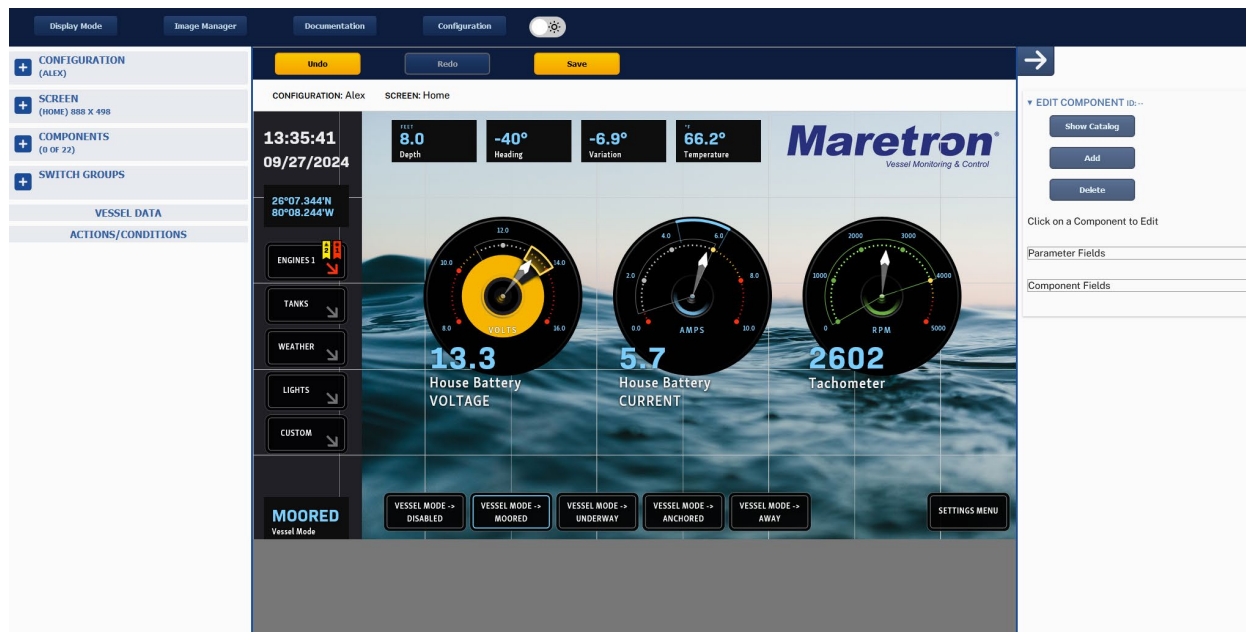 Display Mode
Image Manager
Documentation
Configuration
CONFIGURATION
(ALEX)
SCREEN
(HOME) 888 X 498
COMPONENTS
(0 OF 22)
SWITCH GROUPS
VESSEL DATA
ACTIONS/CONDITIONS
Undo
Redo
Save
CONFIGURATION: Alex
SCREEN: Home
13:35:41
09/27/2024
26°07.344'N
80°08.244'W
ENGINES 1
2
1
TANKS
WEATHER
LIGHTS
CUSTOM
MOORED
Vessel Mode
FEET
8.0
Depth
-40°
Heading
-6.9°
Variation
°F
66.2°
Temperature
Maretron®
Vessel Monitoring & Control
8.0
10.0
12.0
14.0
16.0
VOLTS
13.3
House Battery
VOLTAGE
0.0
2.0
4.0
6.0
8.0
10.0
AMPS
5.7
House Battery
CURRENT
0
1000
2000
3000
4000
5000
RPM
2602
Tachometer
VESSEL MODE ->
DISABLED
VESSEL MODE ->
MOORED
VESSEL MODE ->
UNDERWAY
VESSEL MODE ->
ANCHORED
VESSEL MODE ->
AWAY
SETTINGS MENU
▾ EDIT COMPONENT ID: --
Show Catalog
Add
Delete
Click on a Component to Edit
Parameter Fields
Component Fields